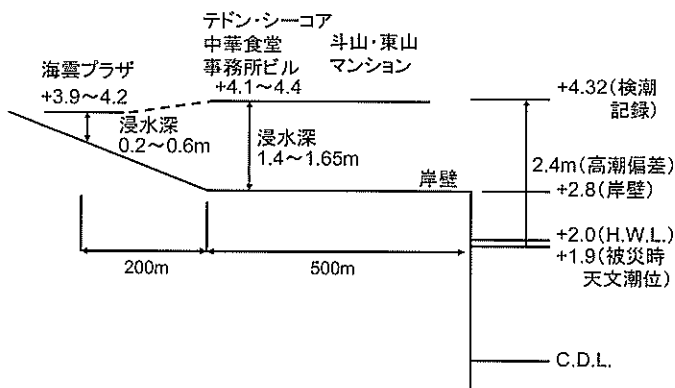 テドン・シーコア
中華食堂
事務所ビル
+4.1～4.4
斗山・東山
マンション
海雲プラザ
+3.9～4.2
浸水深
0.2～0.6m
浸水深
1.4～1.65m
岸壁
+4.32(検潮
記録)
2.4m(高潮偏差)
+2.8(岸壁)
+2.0(H.W.L.)
+1.9(被災時
天文潮位)
200m
500m
C.D.L.